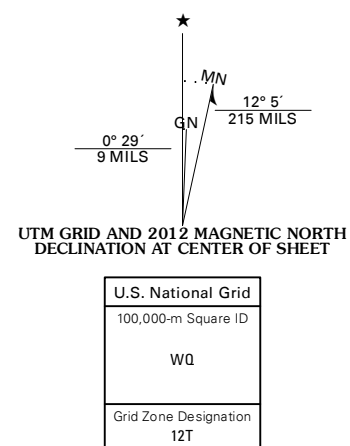 ★
MN
12° 5´
215 MILS
GN
0° 29´
9 MILS
UTM GRID AND 2012 MAGNETIC NORTH
DECLINATION AT CENTER OF SHEET
U.S. National Grid
100,000-m Square ID
WQ
Grid Zone Designation
12T